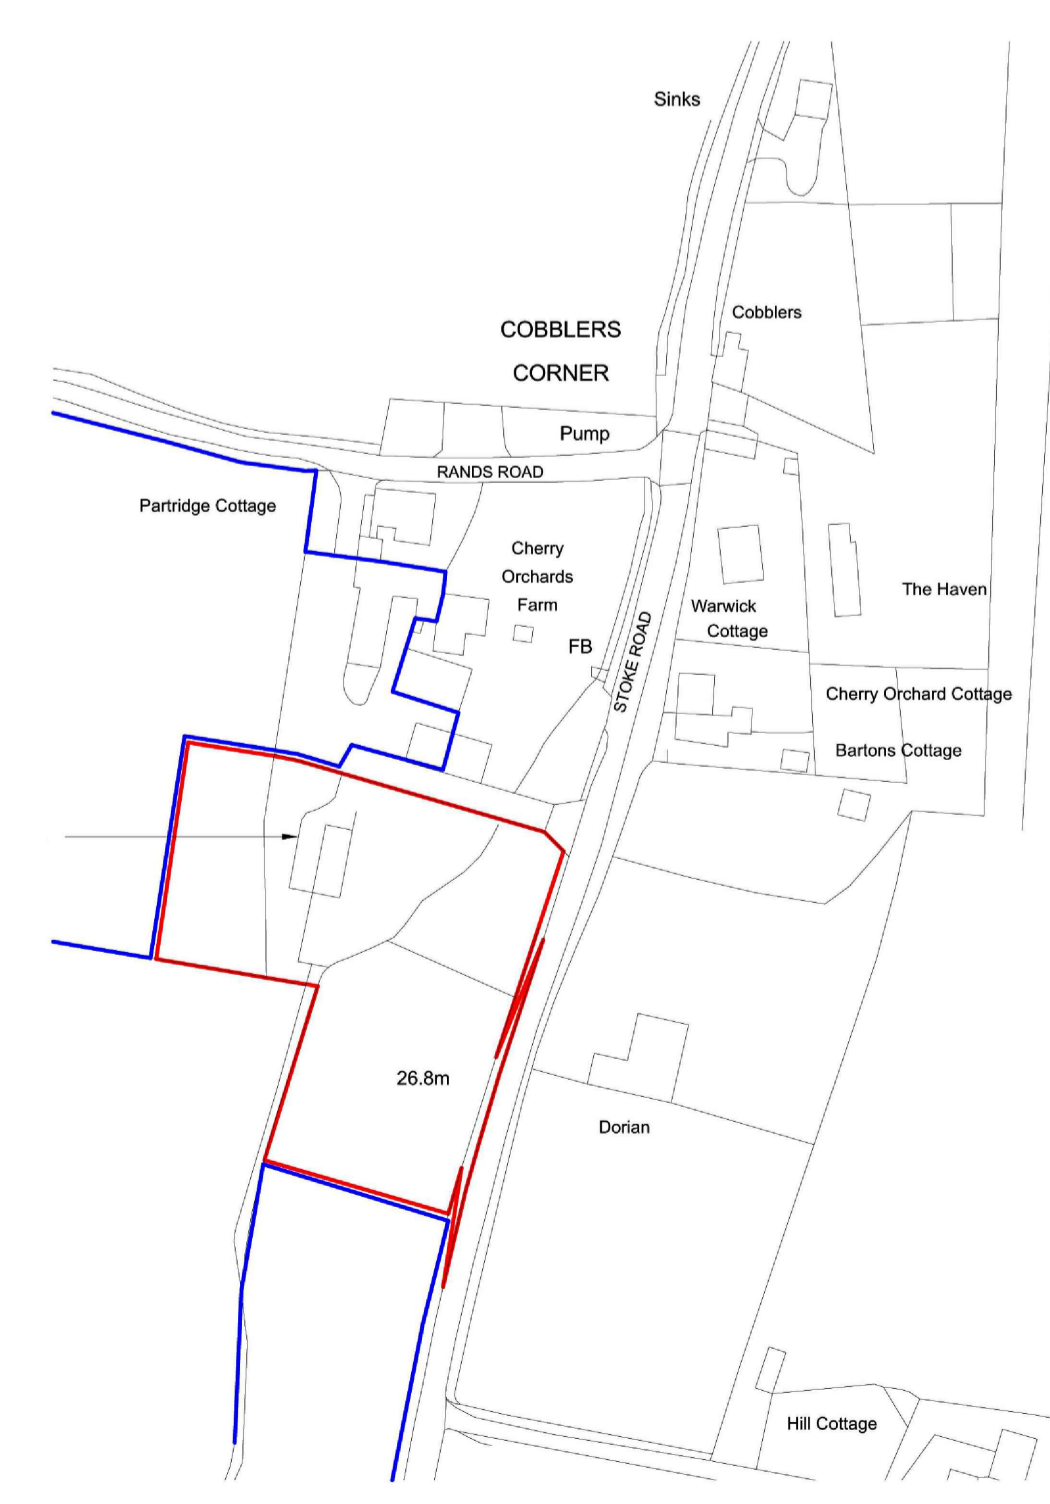 Sinks
Cobblers
COBBLERS
CORNER
Pump
RANDS ROAD
Partridge Cottage
Cherry
Orchards
Farm
The Haven
Warwick
Cottage
FB
STOKE ROAD
Cherry Orchard Cottage
Bartons Cottage
26.8m
Dorian
Hill Cottage